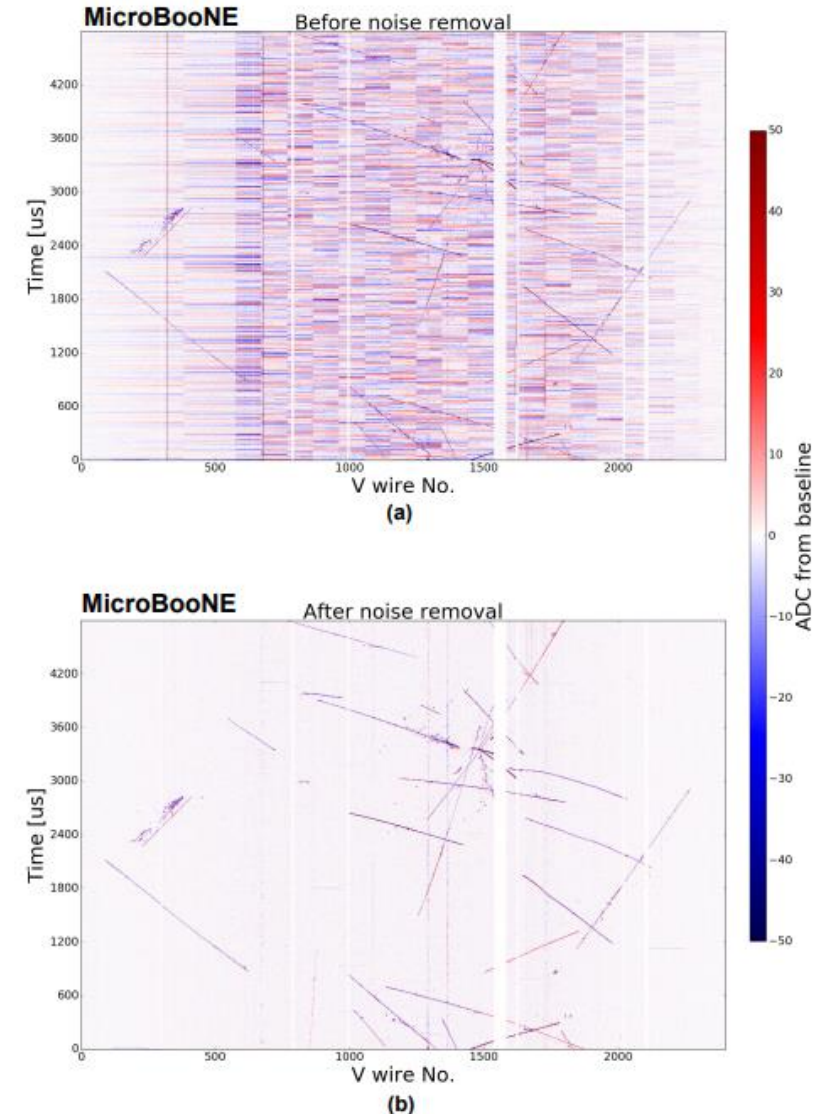 MicroBooNE
Before noise removal
4200
3600
3000
2400
1800
1200
600
0
Time [us]
0 500 1000 1500 2000
V wire No.
(a)
MicroBooNE
After noise removal
4200
3600
3000
2400
1800
1200
600
0
Time [us]
0 500 1000 1500 2000
V wire No.
(b)
50
40
30
20
10
0
−10
−20
−30
−40
−50
ADC from baseline